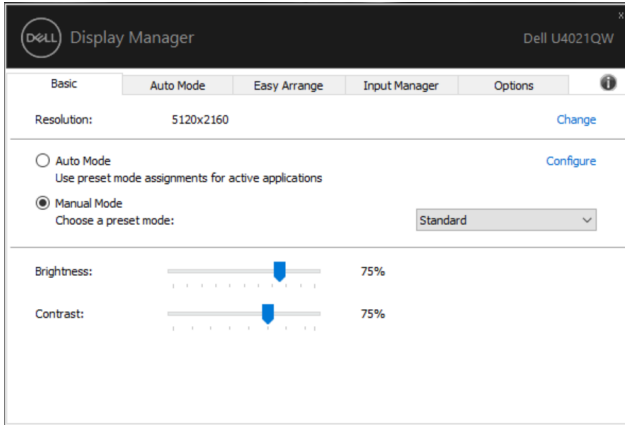 x
DELL Display Manager Dell U4021QW
Basic Auto Mode Easy Arrange Input Manager Options i
Resolution: 5120x2160 Change
Auto Mode Configure
Use preset mode assignments for active applications
Manual Mode
Choose a preset mode: Standard
Brightness: 75%
Contrast: 75%